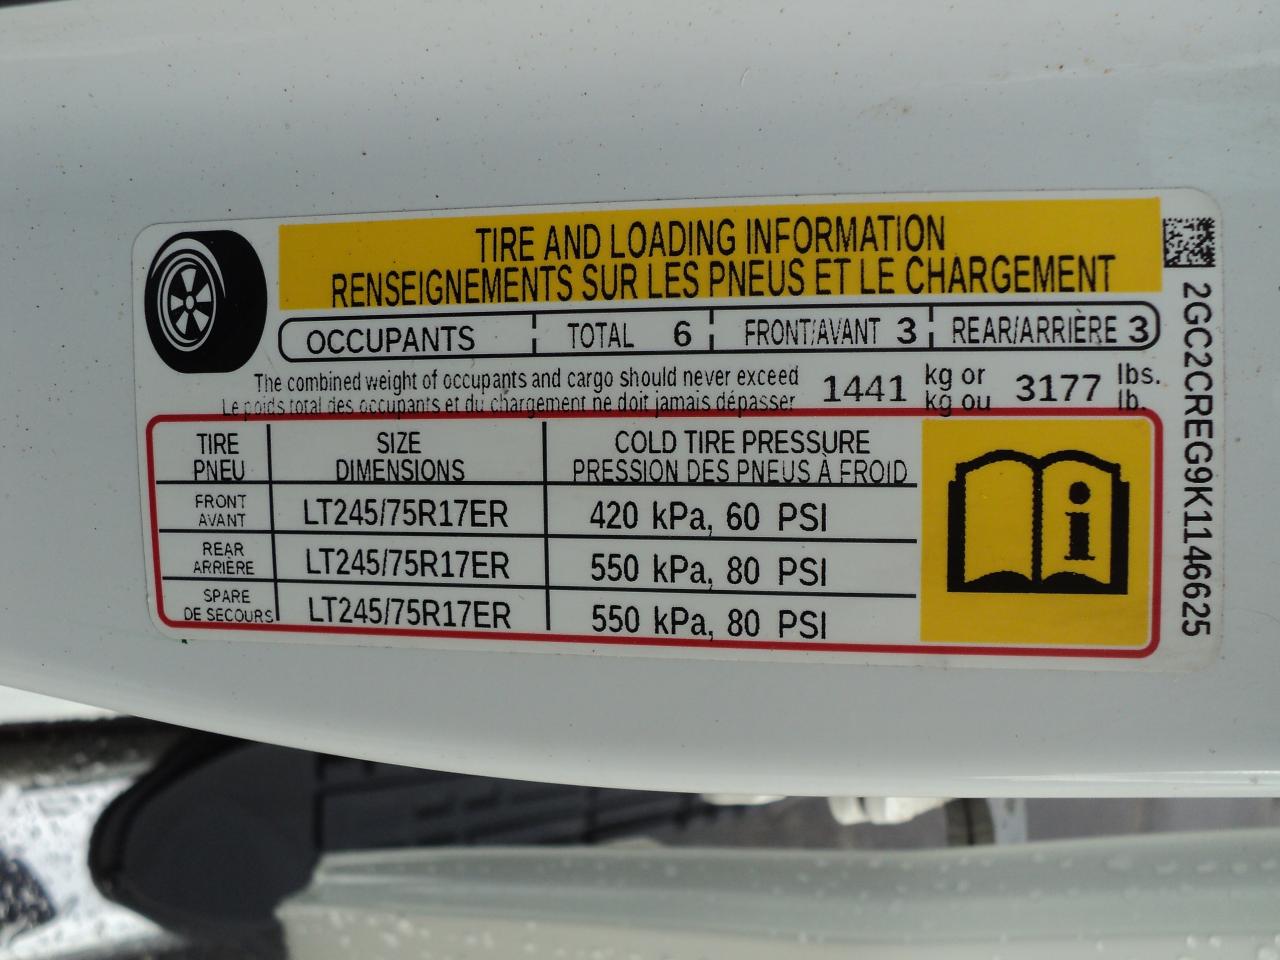 TIRE AND LOADING INFORMATION
RENSEIGNEMENTS SUR LES PNEUS ET LE CHARGEMENT
OCCUPANTS TOTAL 6 FRONT/AVANT 3 REAR/ARRIÈRE 3
The combined weight of occupants and cargo should never exceed 1441 kg or 3177 lbs.
Le poids total des occupants et du chargement ne doit jamais dépasser kg ou lb.
TIRE SIZE COLD TIRE PRESSURE
PNEU DIMENSIONS PRESSION DES PNEUS À FROID
FRONT
AVANT LT245/75R17ER 420 kPa, 60 PSI
REAR
ARRIÈRE LT245/75R17ER 550 kPa, 80 PSI
SPARE
DE SECOURS LT245/75R17ER 550 kPa, 80 PSI
2GC2CREG9K1146625